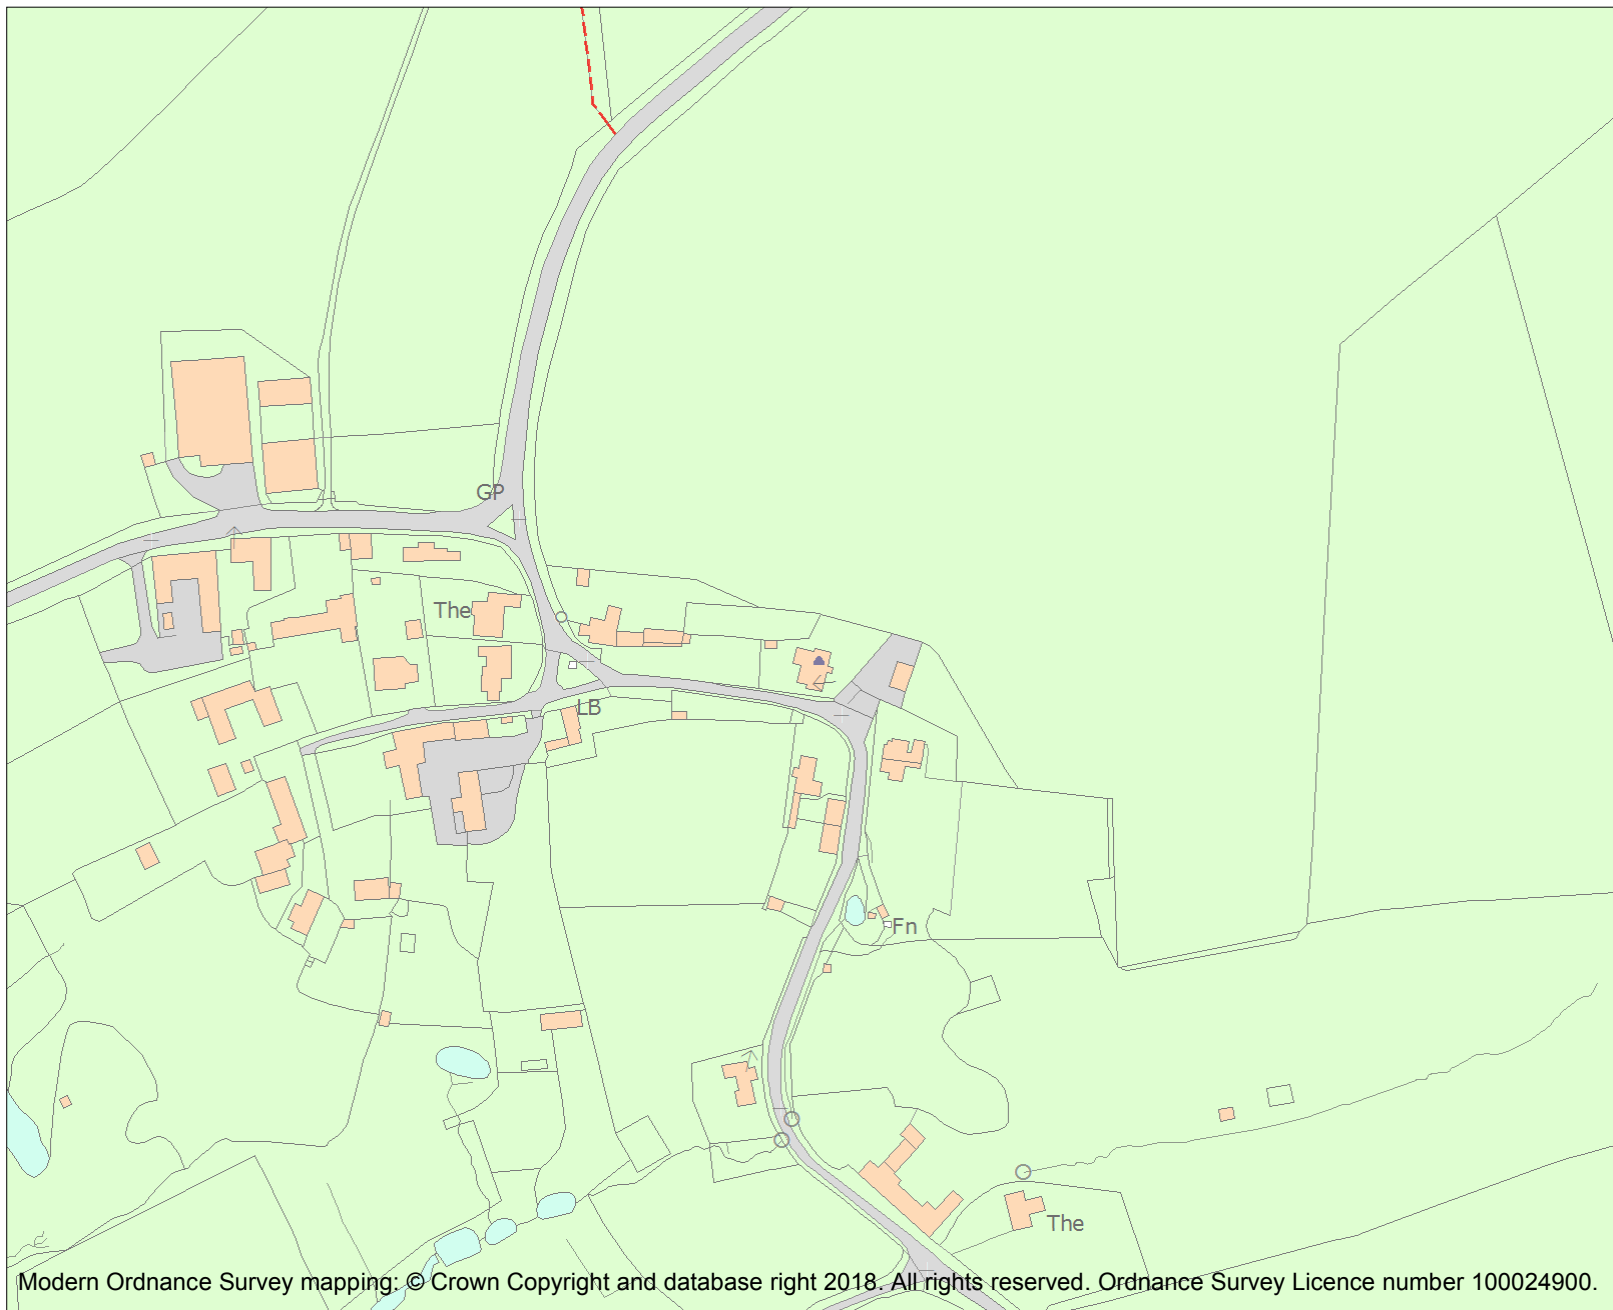 GP
The
LB
Fn
The
Modern Ordnance Survey mapping: © Crown Copyright and database right 2018. All rights reserved. Ordnance Survey Licence number 100024900.